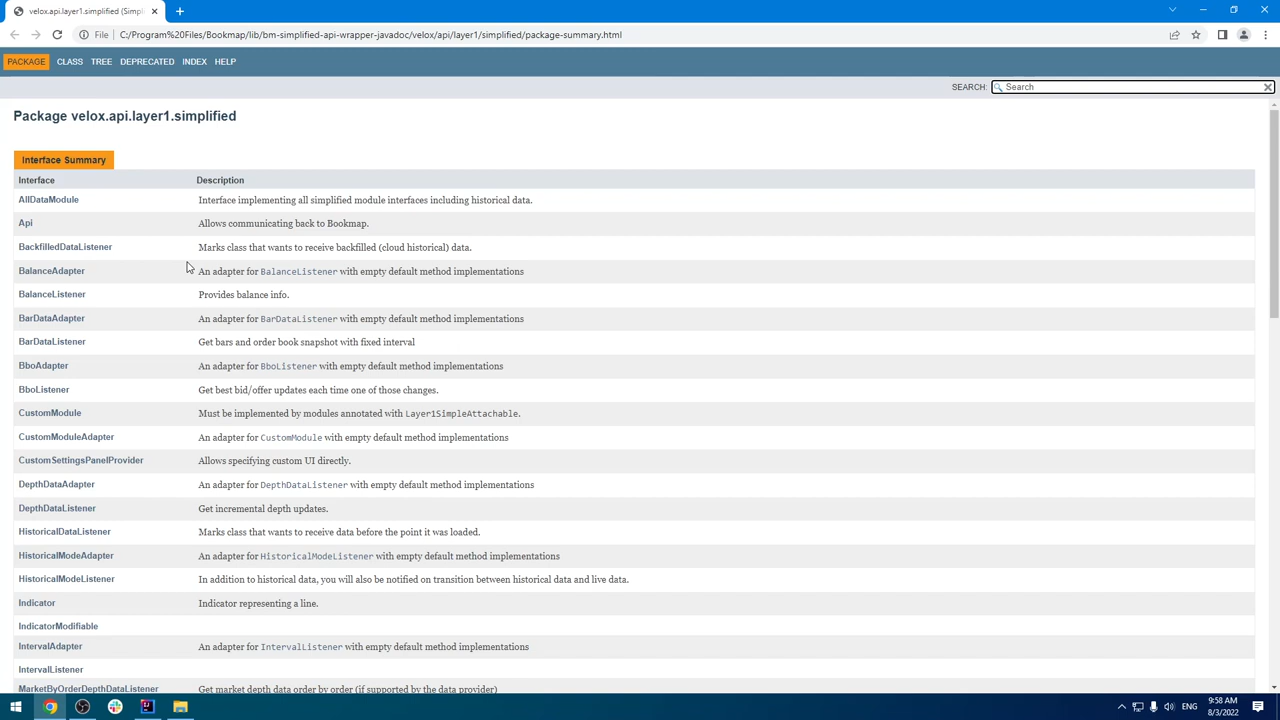 velox.api.layer1.simplified (Simpl
File
C:/Program%20Files/Bookmap/lib/bm-simplified-api-wrapper-javadoc/velox/api/layer1/simplified/package-summary.html
PACKAGE CLASS TREE DEPRECATED INDEX HELP
SEARCH: Search
Package velox.api.layer1.simplified
Interface Summary
Interface Description
AllDataModule Interface implementing all simplified module interfaces including historical data.
Api Allows communicating back to Bookmap.
BackfilledDataListener Marks class that wants to receive backfilled (cloud historical) data.
BalanceAdapter An adapter for BalanceListener with empty default method implementations
BalanceListener Provides balance info.
BarDataAdapter An adapter for BarDataListener with empty default method implementations
BarDataListener Get bars and order book snapshot with fixed interval
BboAdapter An adapter for BboListener with empty default method implementations
BboListener Get best bid/offer updates each time one of those changes.
CustomModule Must be implemented by modules annotated with Layer1SimpleAttachable.
CustomModuleAdapter An adapter for CustomModule with empty default method implementations
CustomSettingsPanelProvider Allows specifying custom UI directly.
DepthDataAdapter An adapter for DepthDataListener with empty default method implementations
DepthDataListener Get incremental depth updates.
HistoricalDataListener Marks class that wants to receive data before the point it was loaded.
HistoricalModeAdapter An adapter for HistoricalModeListener with empty default method implementations
HistoricalModeListener In addition to historical data, you will also be notified on transition between historical data and live data.
Indicator Indicator representing a line.
IndicatorModifiable
IntervalAdapter An adapter for IntervalListener with empty default method implementations
IntervalListener
MarketByOrderDepthDataListener Get market depth data order by order (if supported by the data provider)
ENG
9:58 AM
8/3/2022